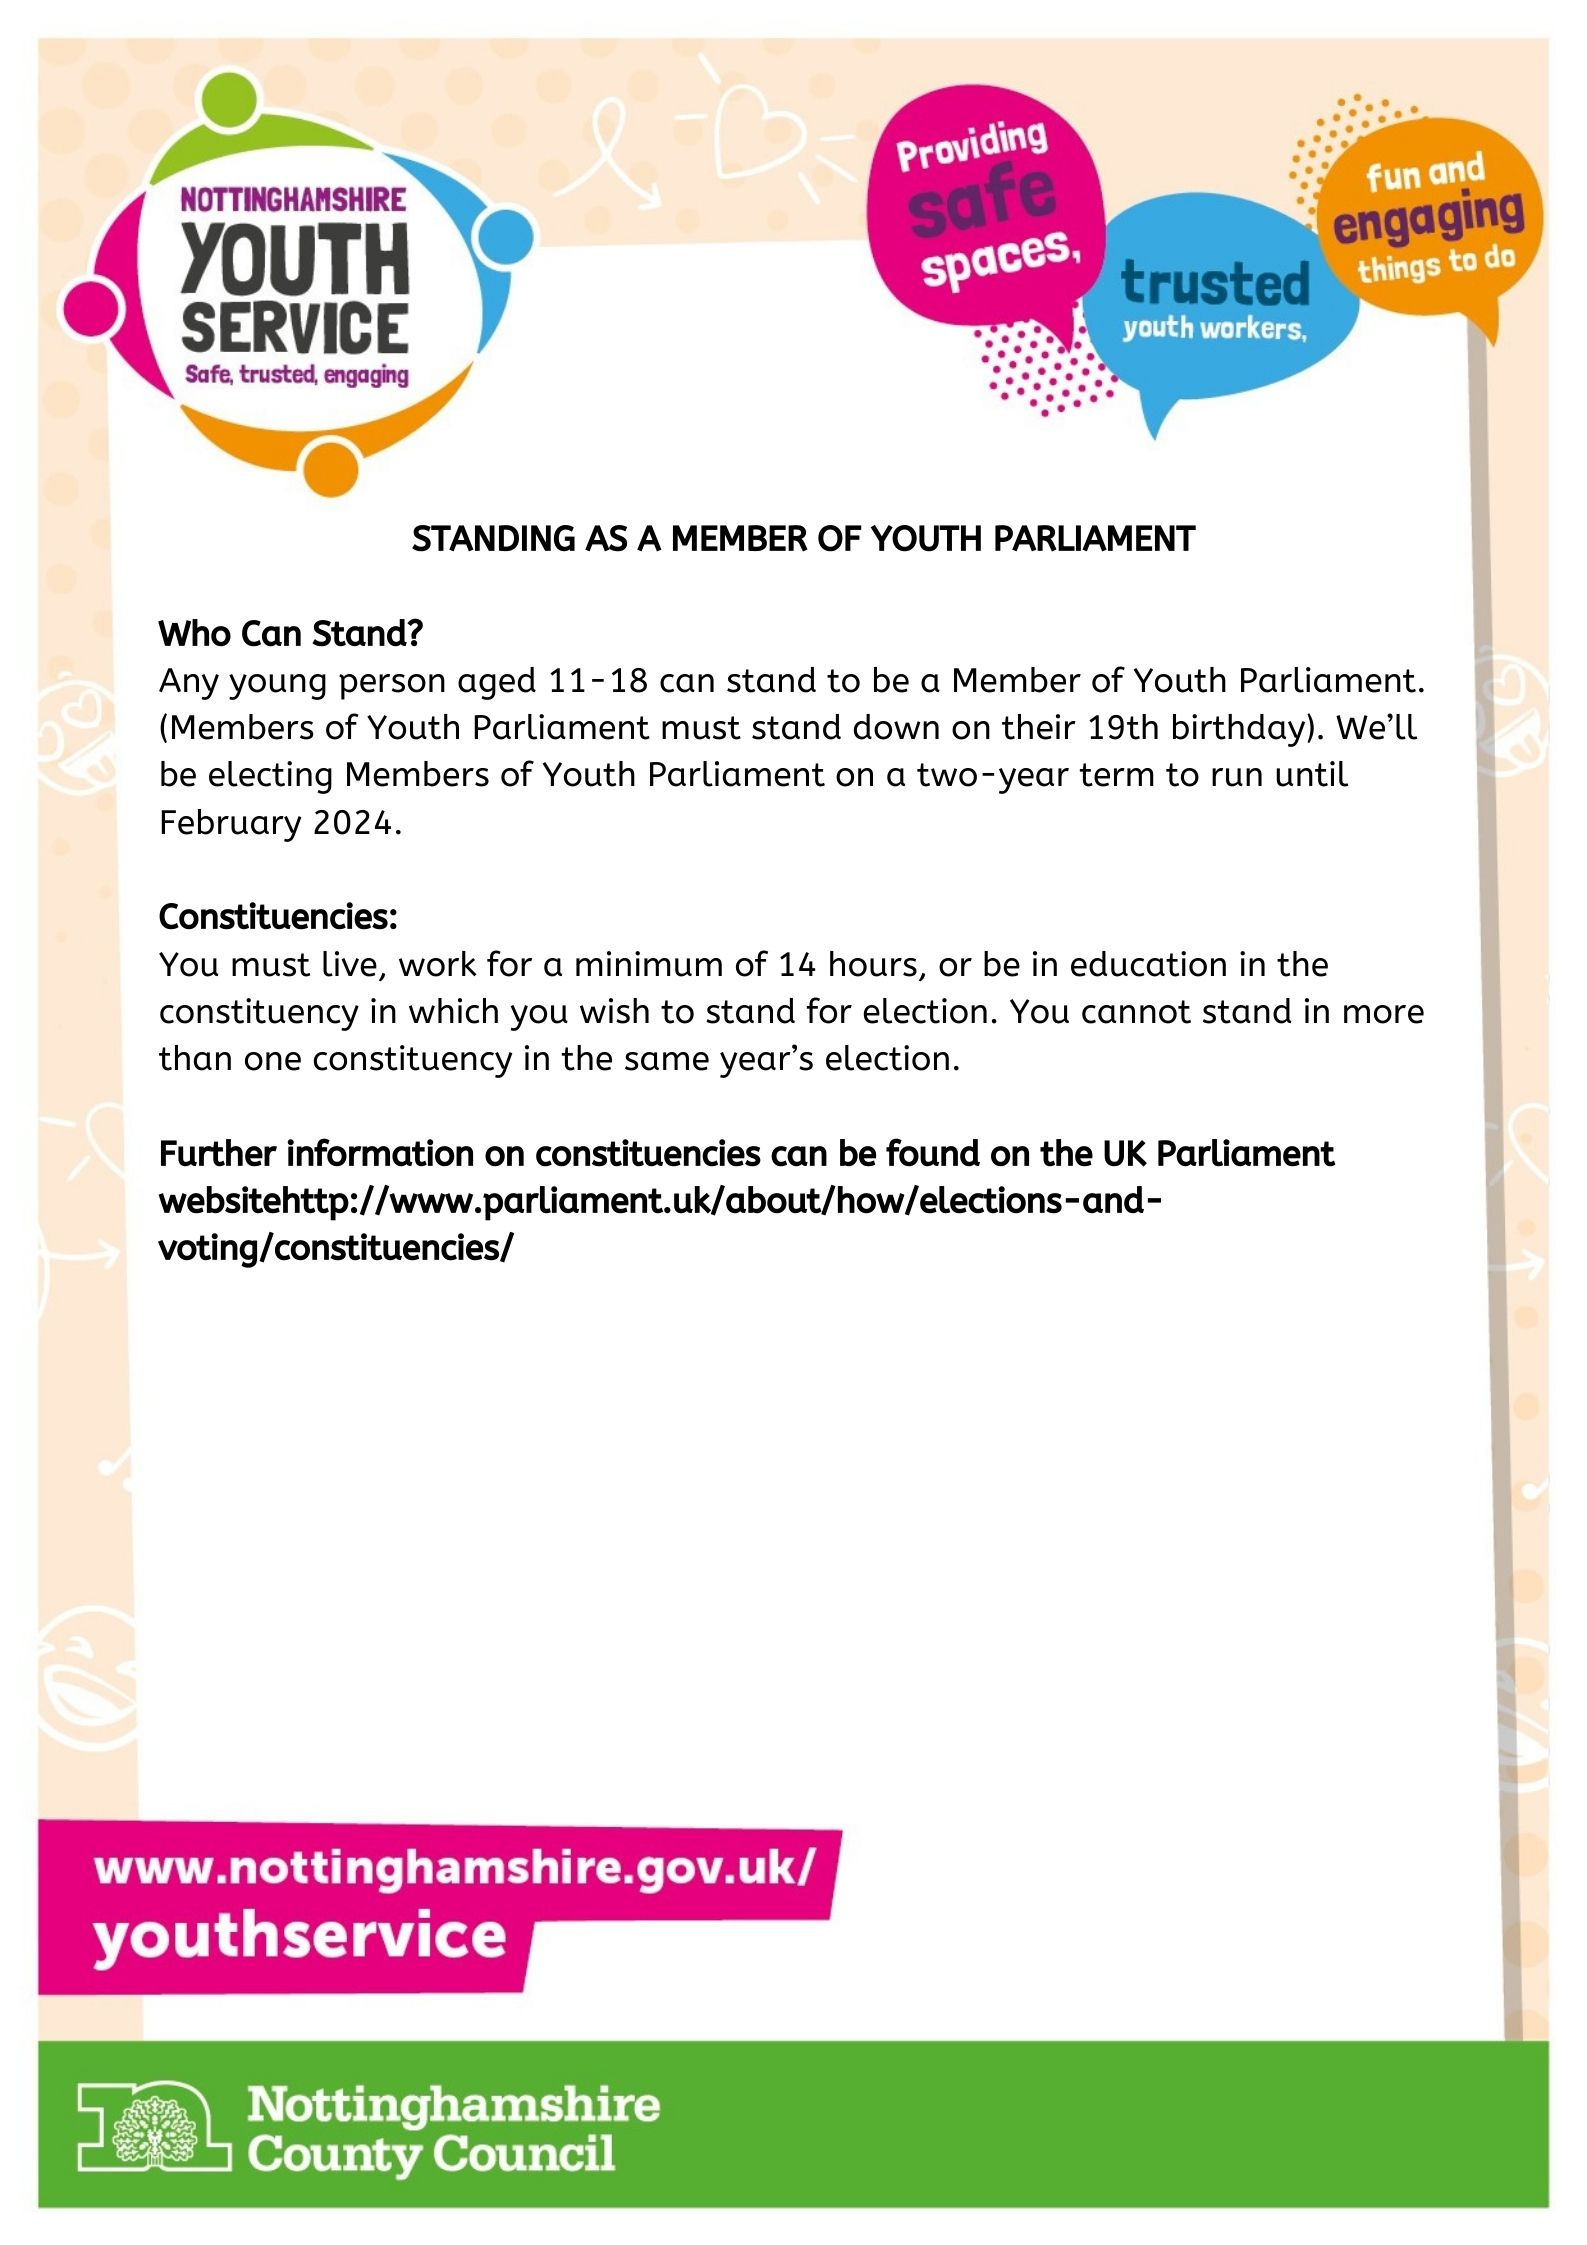 NOTTINGHAMSHIRE
YOUTH
SERVICE
Safe, trusted, engaging
Providing
safe
spaces,
trusted
youth workers,
fun and
engaging
things to do
STANDING AS A MEMBER OF YOUTH PARLIAMENT
Who Can Stand?
Any young person aged 11-18 can stand to be a Member of Youth Parliament.
(Members of Youth Parliament must stand down on their 19th birthday). We’ll
be electing Members of Youth Parliament on a two-year term to run until
February 2024.
Constituencies:
You must live, work for a minimum of 14 hours, or be in education in the
constituency in which you wish to stand for election. You cannot stand in more
than one constituency in the same year’s election.
Further information on constituencies can be found on the UK Parliament
websitehttp://www.parliament.uk/about/how/elections-and-
voting/constituencies/
www.nottinghamshire.gov.uk/
youthservice
Nottinghamshire
County Council